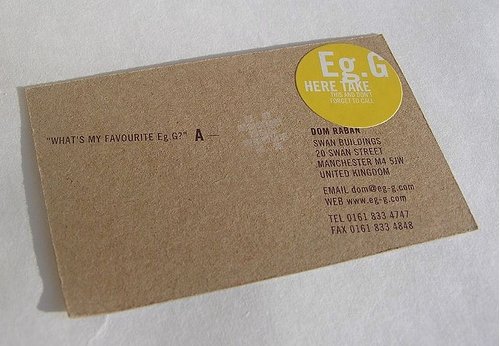 Eg.G
HERE TAKE
THIS AND DON'T
FORGET TO CALL
"WHAT'S MY FAVOURITE Eg.G?" A—
DOM RABAN
SWAN BUILDINGS
20 SWAN STREET
MANCHESTER M4 5JW
UNITED KINGDOM
EMAIL dom@eg-g.com
WEB www.eg-g.com
TEL 0161 833 4747
FAX 0161 833 4848